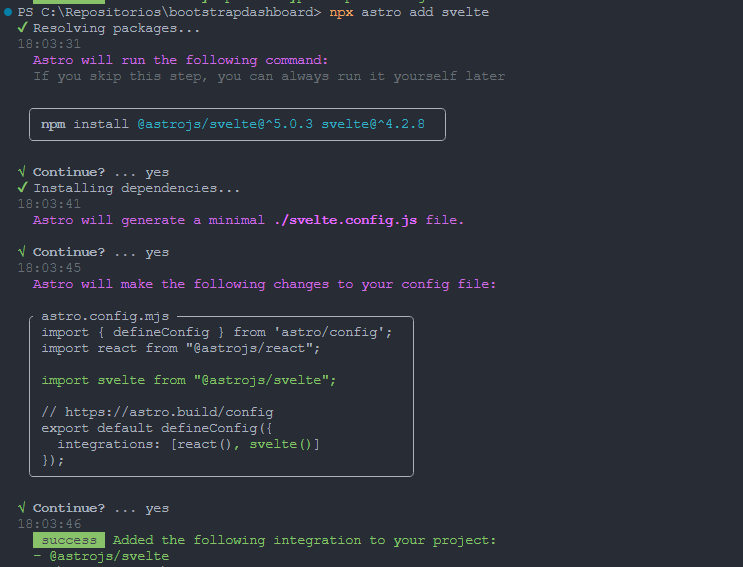 PS C:\Repositorios\bootstrapdashboard> npx astro add svelte
✓ Resolving packages...
18:03:31
Astro will run the following command:
If you skip this step, you can always run it yourself later
npm install @astrojs/svelte@^5.0.3 svelte@^4.2.8
√ Continue? ... yes
✓ Installing dependencies...
18:03:41
Astro will generate a minimal ./svelte.config.js file.
√ Continue? ... yes
18:03:45
Astro will make the following changes to your config file:
astro.config.mjs
import { defineConfig } from 'astro/config';
import react from "@astrojs/react";
import svelte from "@astrojs/svelte";
// https://astro.build/config
export default defineConfig({
  integrations: [react(), svelte()]
});
√ Continue? ... yes
18:03:46
success Added the following integration to your project:
- @astrojs/svelte